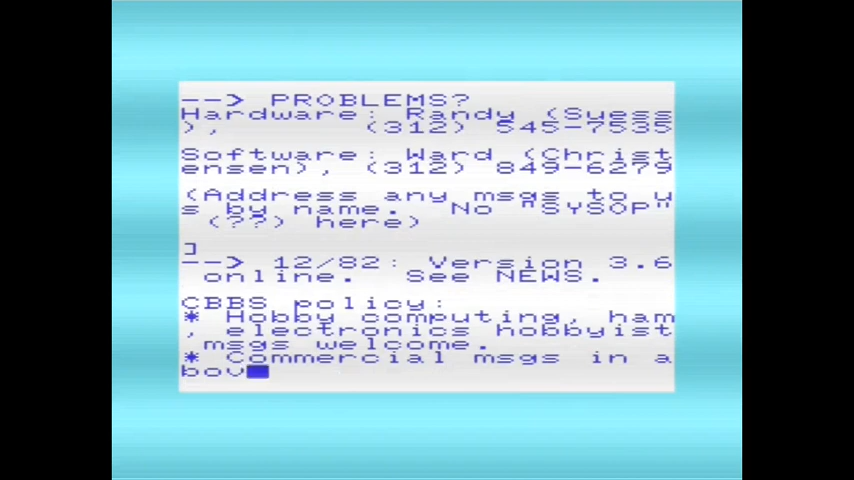 --> PROBLEMS?
Hardware: Randy (Suess
),      (312) 545-7535
Software: Ward (Christ
ensen), (312) 849-6279
(Address any msgs to u
s by name.  No "SYSOP"
 (??) here)
]
--> 12/82: Version 3.6
 online.  See NEWS.
CBBS policy:
* Hobby computing, ham
, electronics hobbyist
 msgs welcome.
* Commercial msgs in a
bov